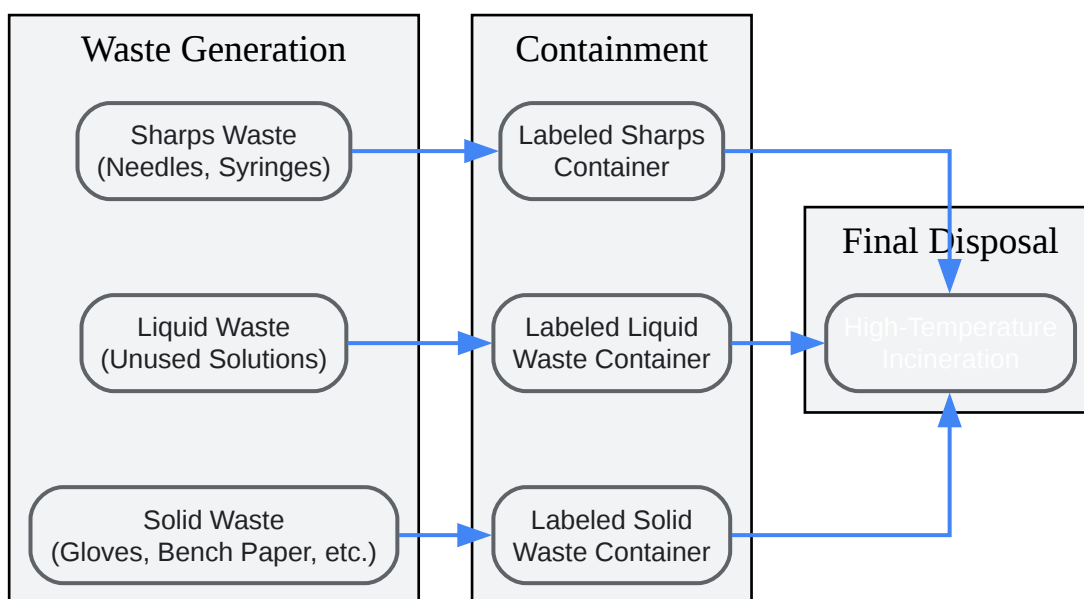 Waste Generation
Sharps Waste
(Needles, Syringes)
Liquid Waste
(Unused Solutions)
Solid Waste
(Gloves, Bench Paper, etc.)
Containment
Labeled Sharps
Container
Labeled Liquid
Waste Container
Labeled Solid
Waste Container
Final Disposal
High-Temperature
Incineration